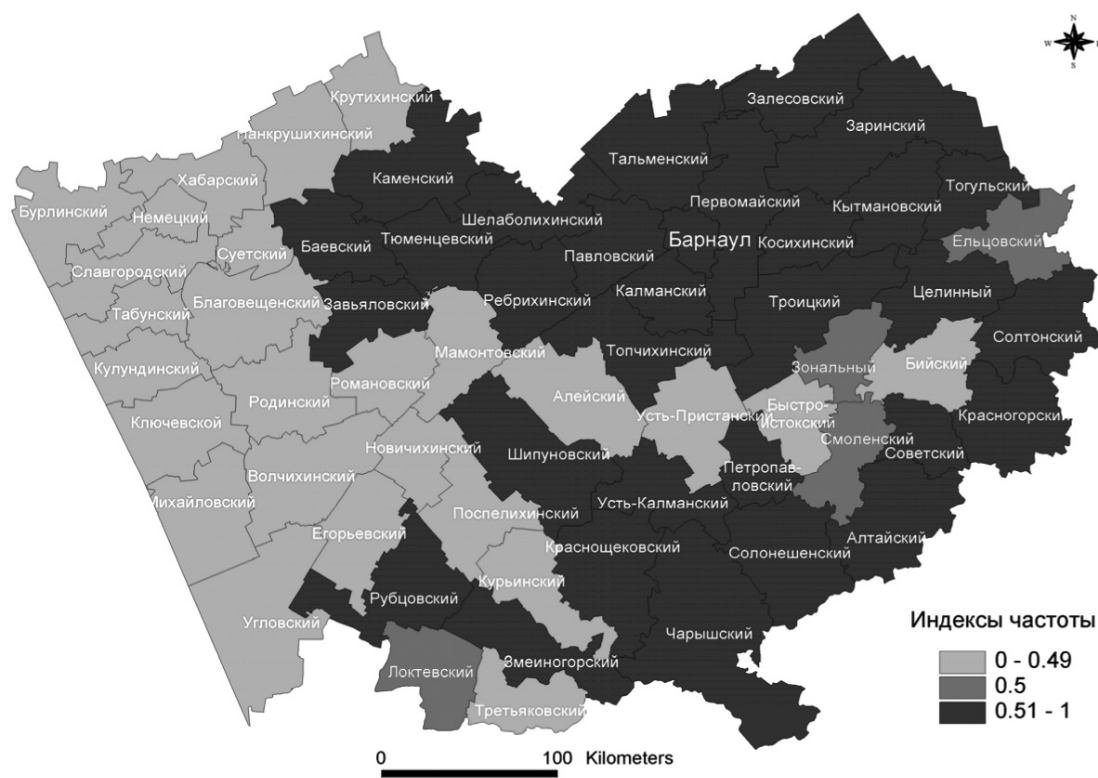 N
W
E
S
Крутихинский
Панкрушихинский
Залесовский
Заринский
Тальменский
Хабарский
Каменский
Тогульский
Бурлинский
Немецкий
Шелаболихинский
Первомайский
Кытмановский
Суетский
Баевский
Тюменцевский
Барнаул
Косихинский
Ельцовский
Славгородский
Павловский
Табунский
Благовещенский
Завьяловский
Ребрихинский
Калманский
Троицкий
Целинный
Солтонский
Кулундинский
Мамонтовский
Топчихинский
Зональный
Бийский
Романовский
Родинский
Алейский
Усть-Пристанский
Быстро-
истокский
Красногорский
Ключевской
Новичихинский
Шипуновский
Смоленский
Советский
Волчихинский
Петропав-
ловский
Михайловский
Поспелихинский
Усть-Калманский
Егорьевский
Краснощековский
Солонешенский
Алтайский
Курьинский
Рубцовский
Угловский
Чарышский
Змеиногорский
Локтевский
Третьяковский
Индексы частоты
0 - 0.49
0.5
0.51 - 1
0 100 Kilometers